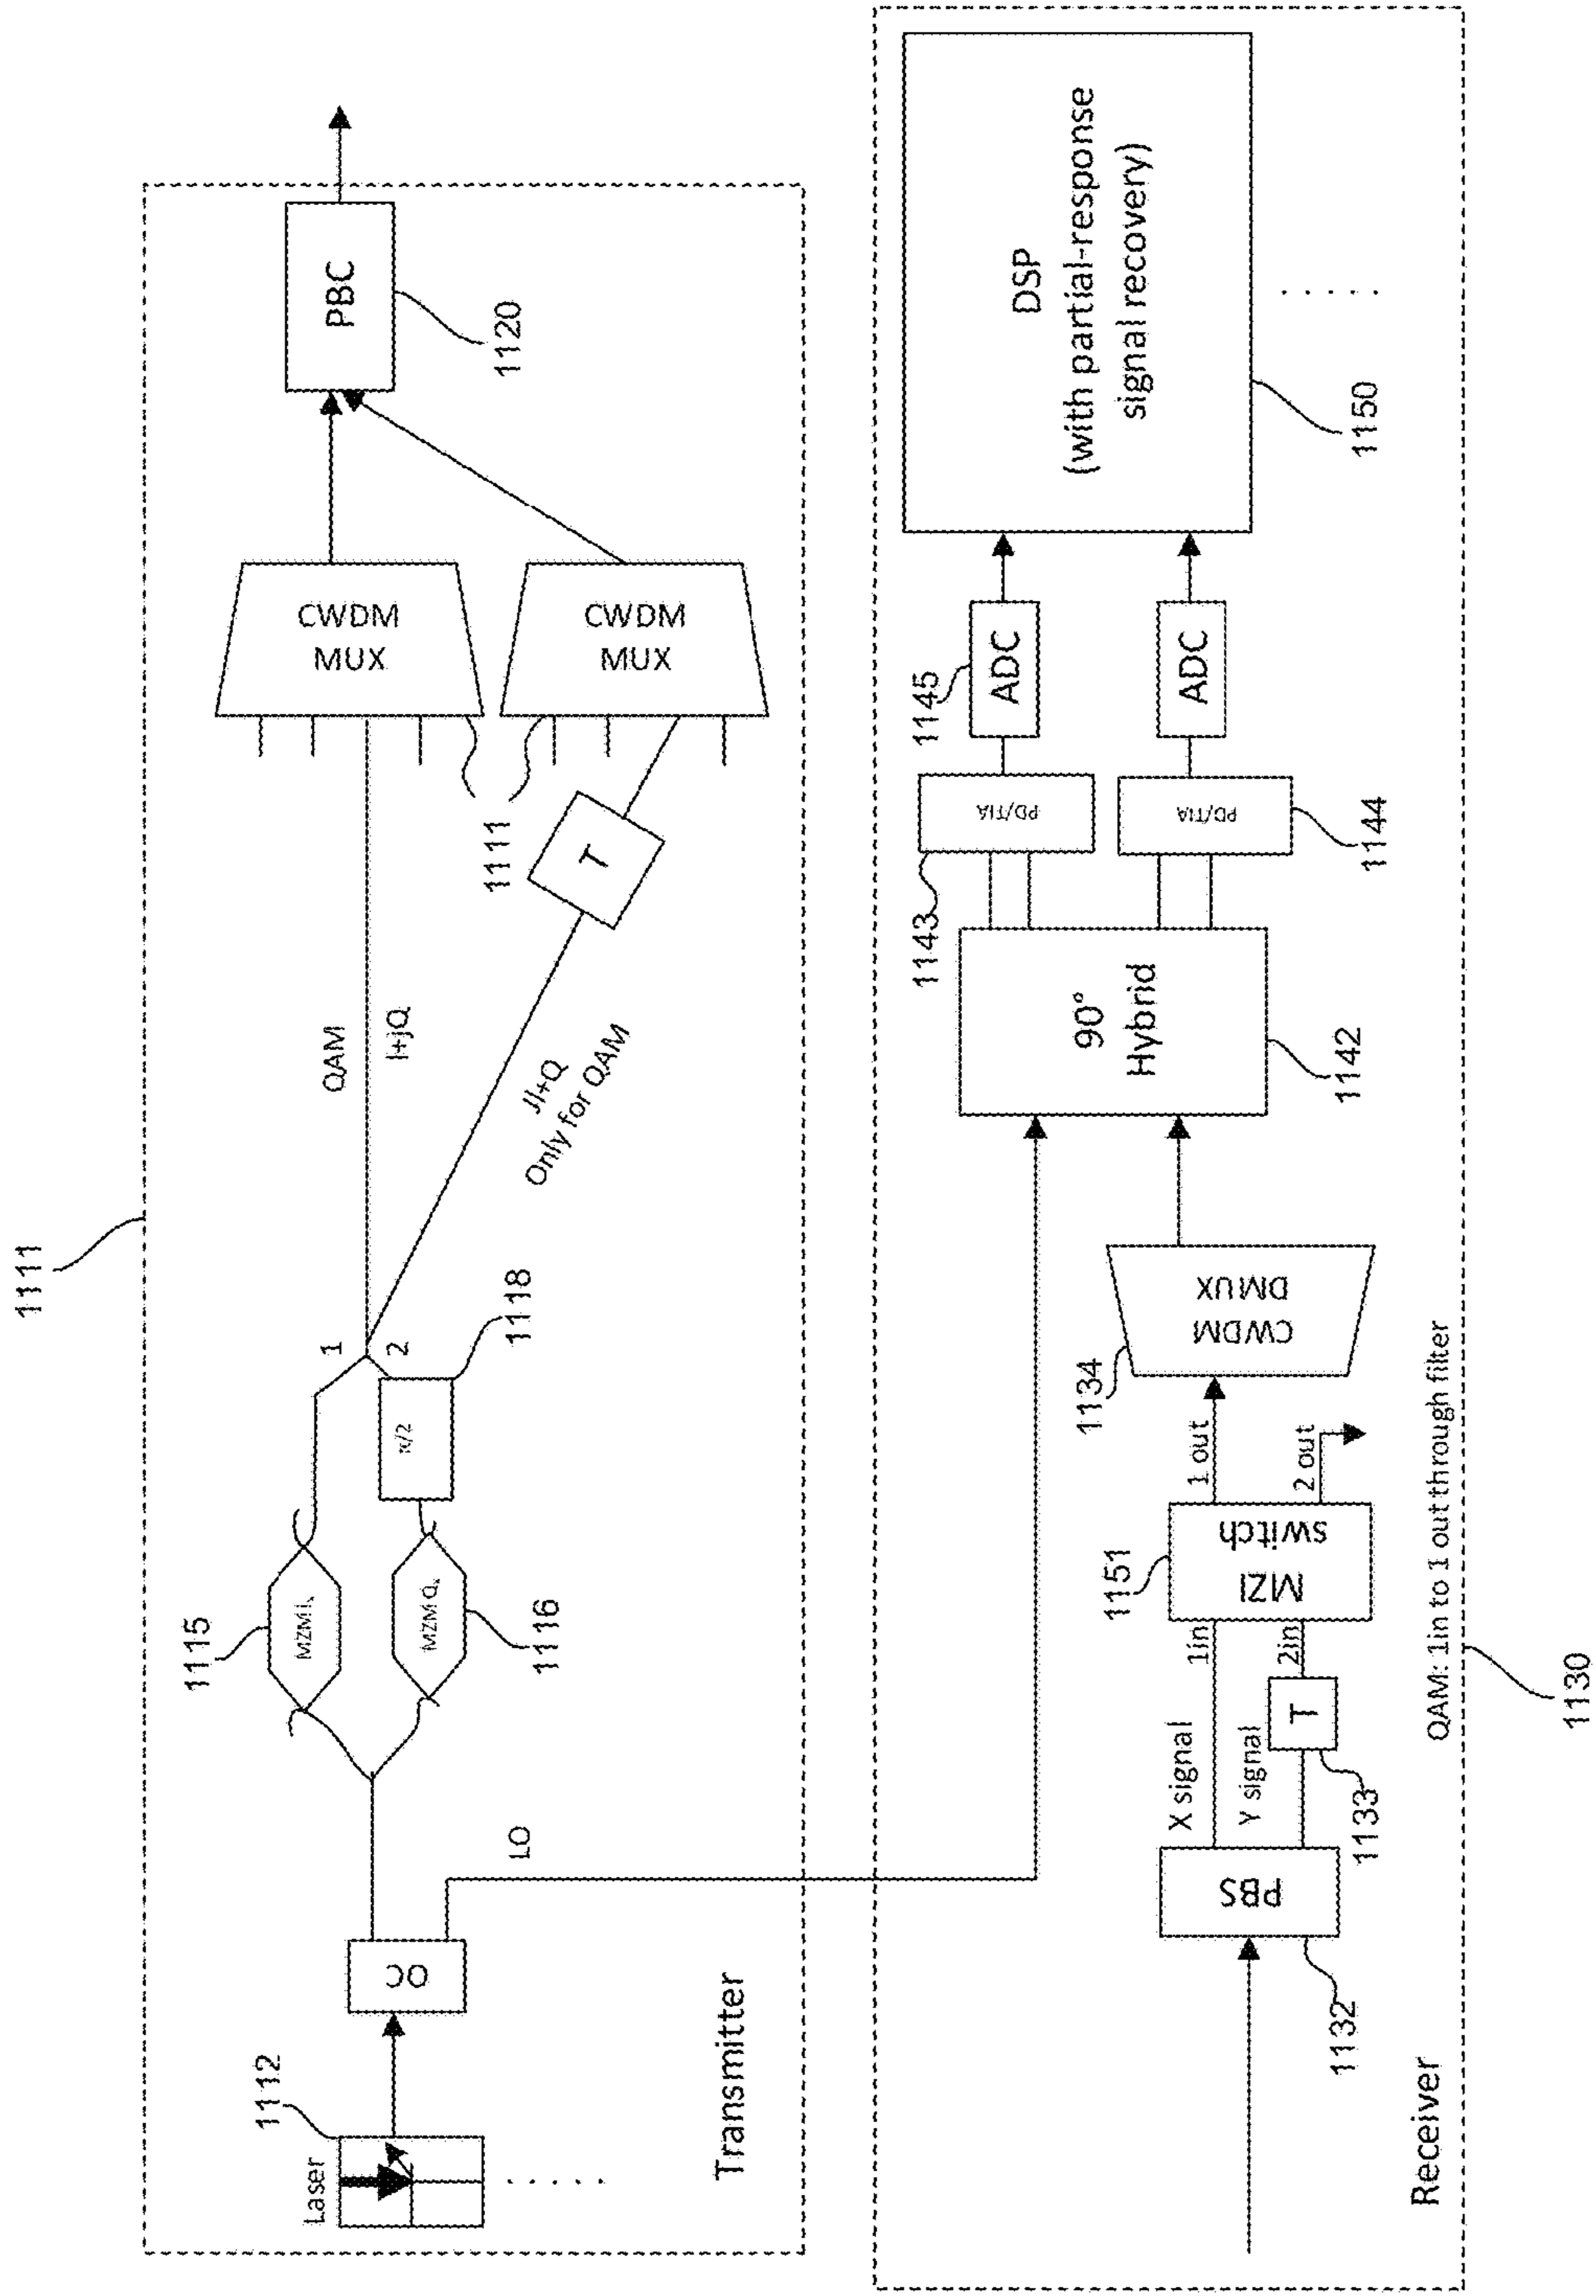 1111
Laser
1112
OC
LO
1115
MZM I
MZM Q
1116
π/2
1118
1
2
QAM
I+jQ
JI+Q
Only for QAM
T
1111
CWDM
MUX
CWDM
MUX
PBC
1120
Transmitter
PBS
1132
X signal
Y signal
T
1133
1in
2in
MZI
switch
1151
1 out
2 out
CWDM
DMUX
1134
90°
Hybrid
1142
PD/TIA
1143
PD/TIA
1144
ADC
1145
ADC
DSP
(with partial-response
signal recovery)
1150
Receiver
QAM: 1in to 1 out through filter
1130